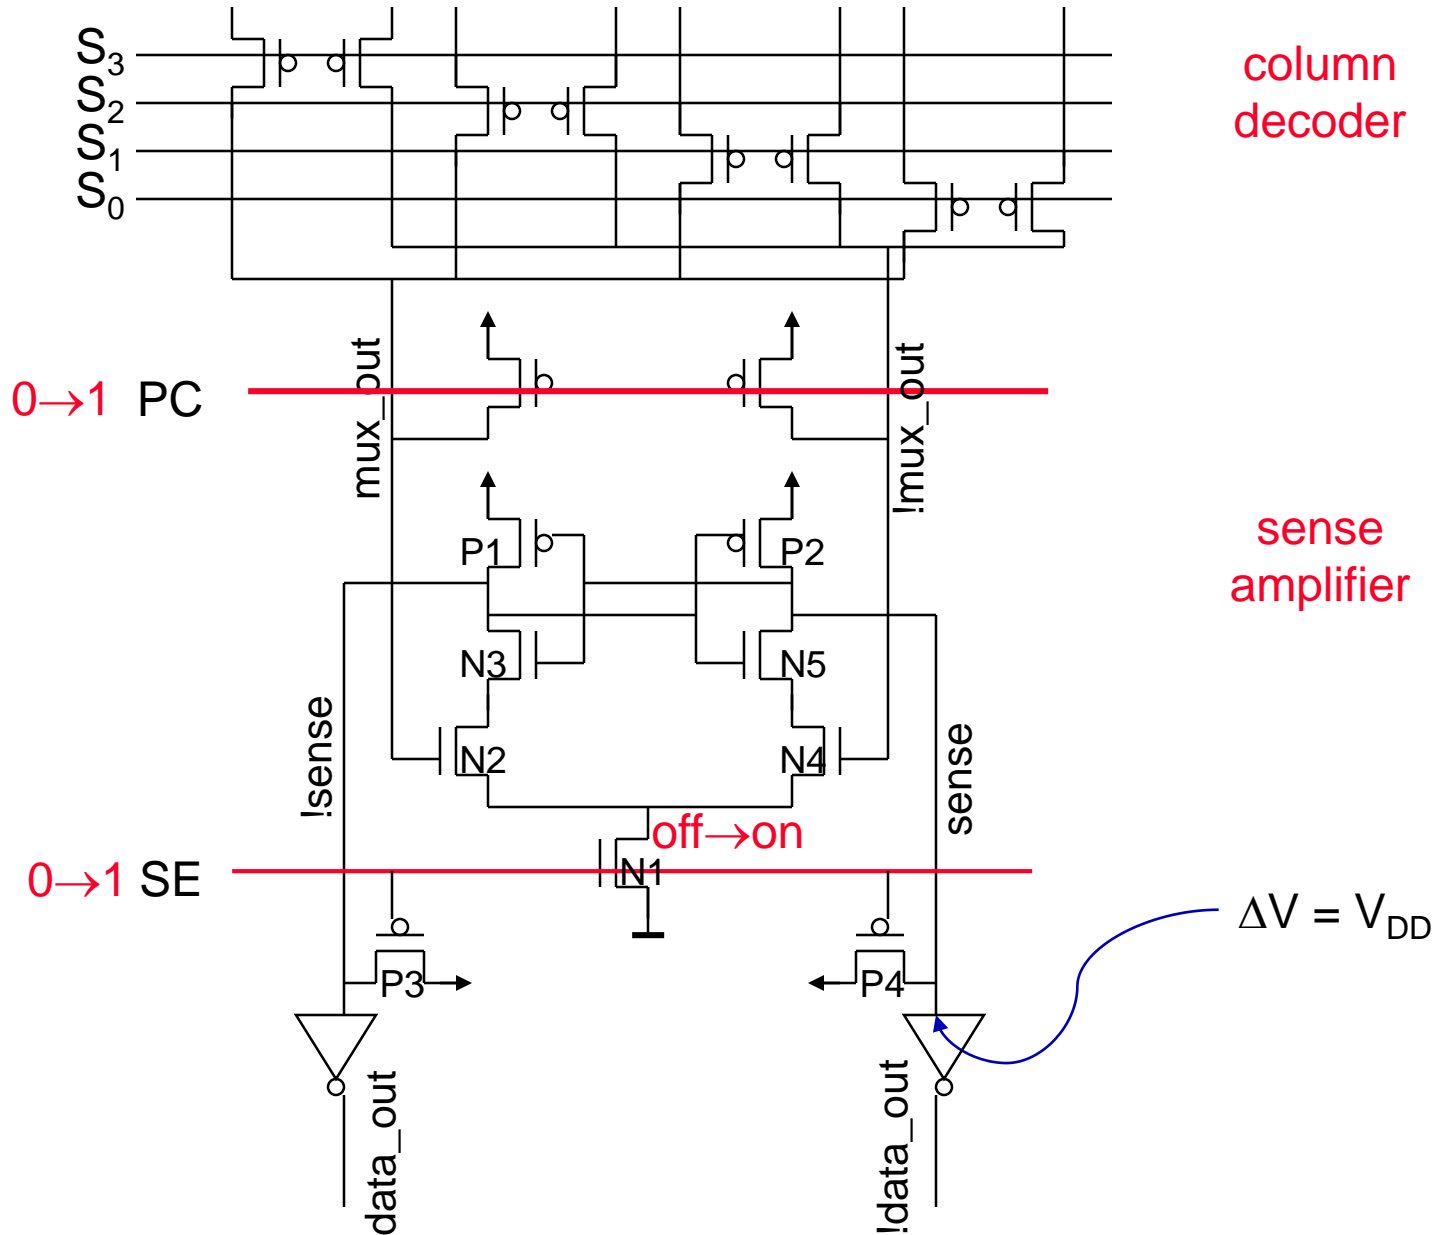 S3
S2
S1
S0
column
decoder
0→1 PC
mux_out
!mux_out
P1
P2
sense
amplifier
N3
N5
!sense
N2
N4
sense
off→on
0→1 SE
N1
ΔV = VDD
P3
P4
data_out
!data_out